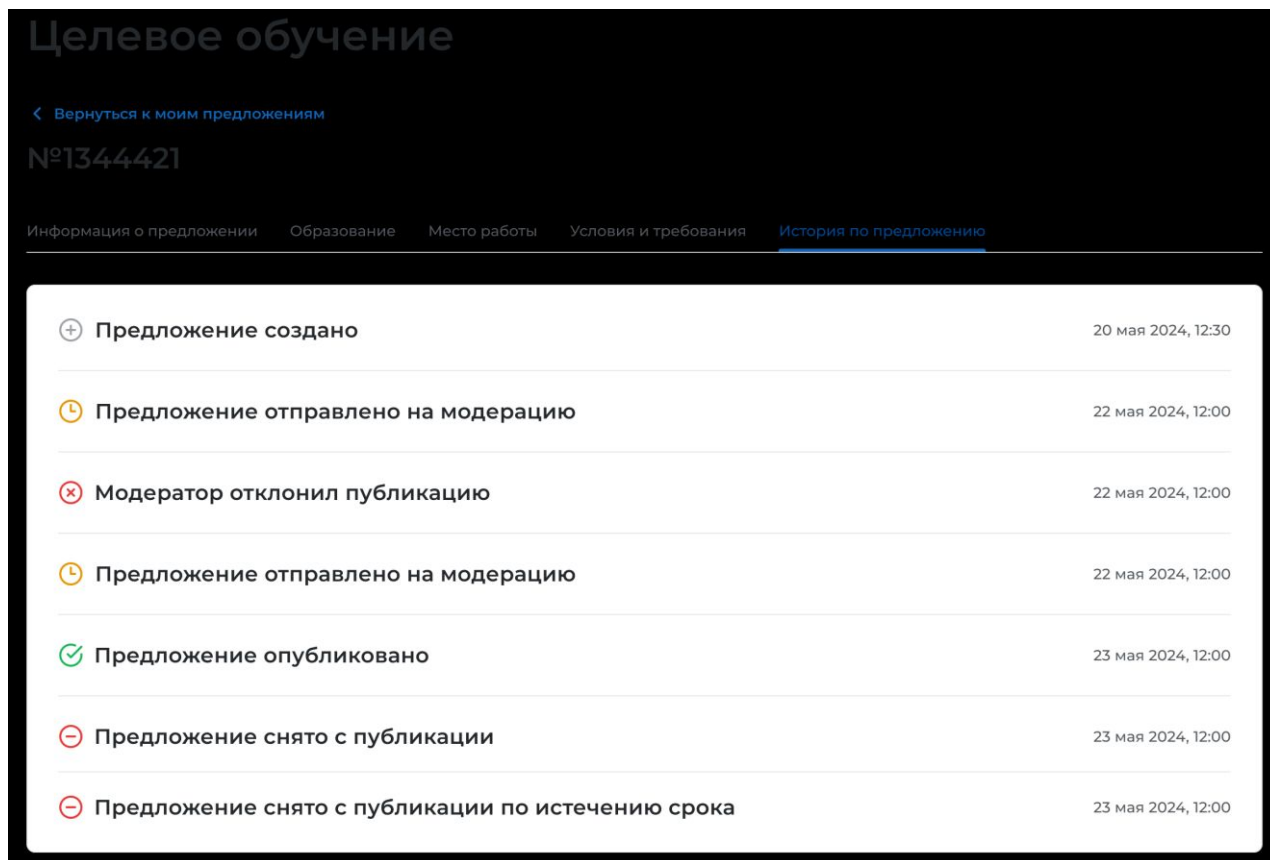 Целевое обучение
Вернуться к моим предложениям
№1344421
Информация о предложении Образование Место работы Условия и требования История по предложению
Предложение создано 20 мая 2024, 12:30
Предложение отправлено на модерацию 22 мая 2024, 12:00
Модератор отклонил публикацию 22 мая 2024, 12:00
Предложение отправлено на модерацию 22 мая 2024, 12:00
Предложение опубликовано 23 мая 2024, 12:00
Предложение снято с публикации 23 мая 2024, 12:00
Предложение снято с публикации по истечению срока 23 мая 2024, 12:00